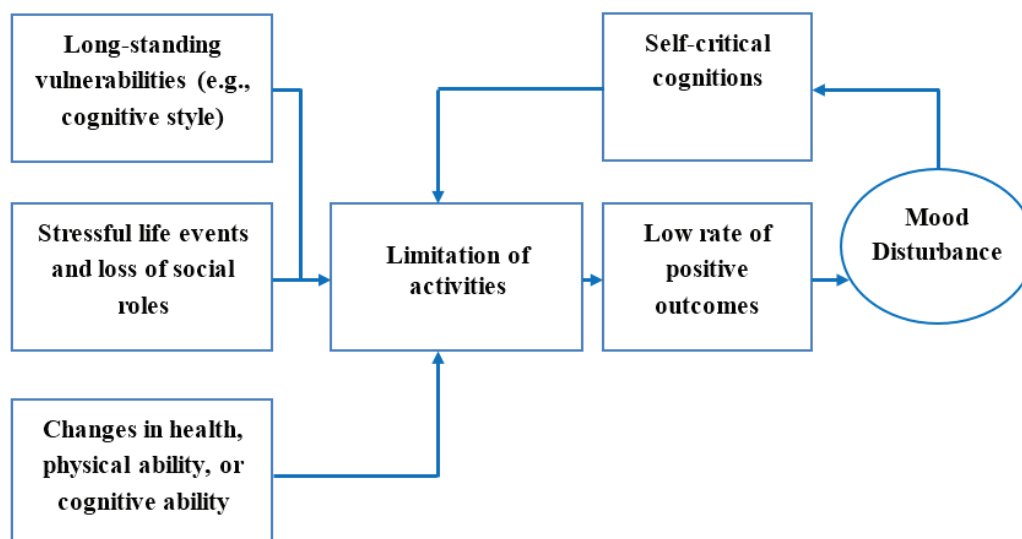 Long-standing
vulnerabilities (e.g.,
cognitive style)
Self-critical
cognitions
Stressful life events
and loss of social
roles
Limitation of
activities
Low rate of
positive
outcomes
Mood
Disturbance
Changes in health,
physical ability, or
cognitive ability